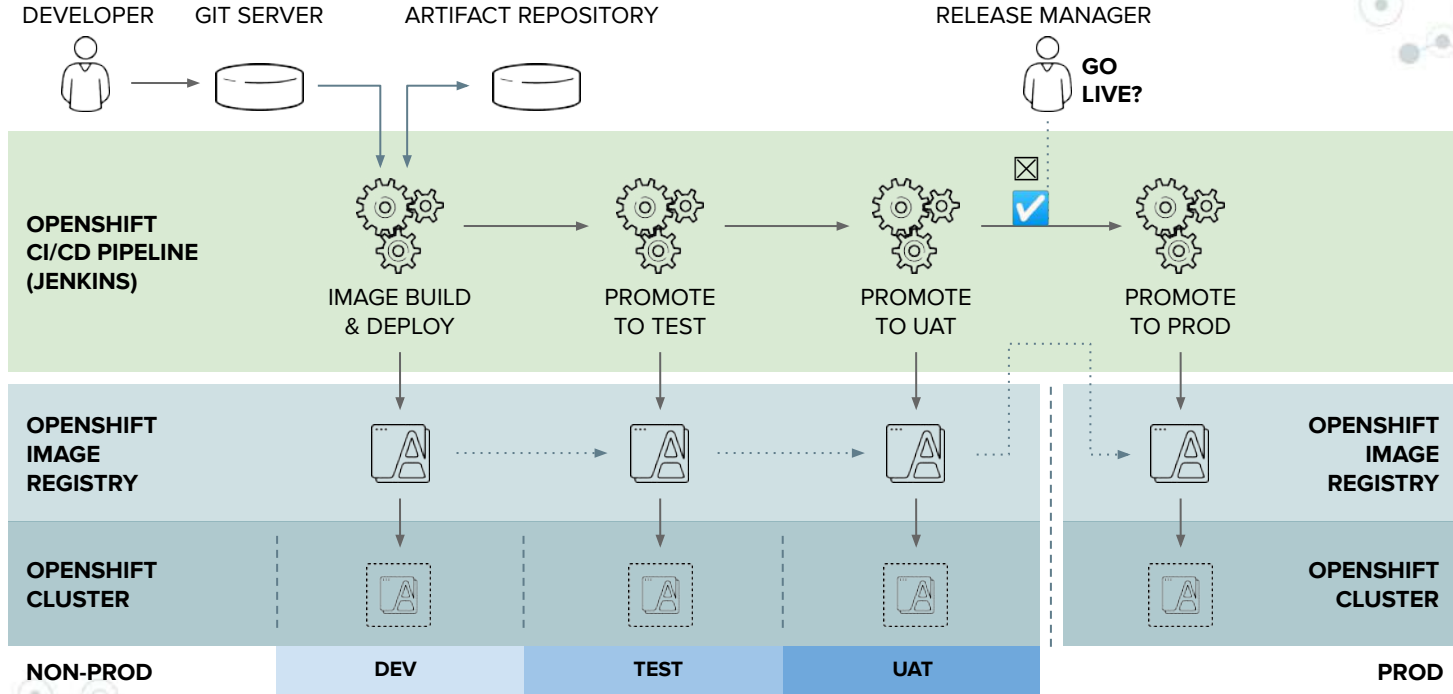 DEVELOPER
GIT SERVER
ARTIFACT REPOSITORY
RELEASE MANAGER
GO
LIVE?
OPENSHIFT
CI/CD PIPELINE
(JENKINS)
IMAGE BUILD
& DEPLOY
PROMOTE
TO TEST
PROMOTE
TO UAT
PROMOTE
TO PROD
OPENSHIFT
IMAGE
REGISTRY
A
A
A
A
OPENSHIFT
IMAGE
REGISTRY
OPENSHIFT
CLUSTER
A
A
A
A
OPENSHIFT
CLUSTER
NON-PROD
DEV
TEST
UAT
PROD